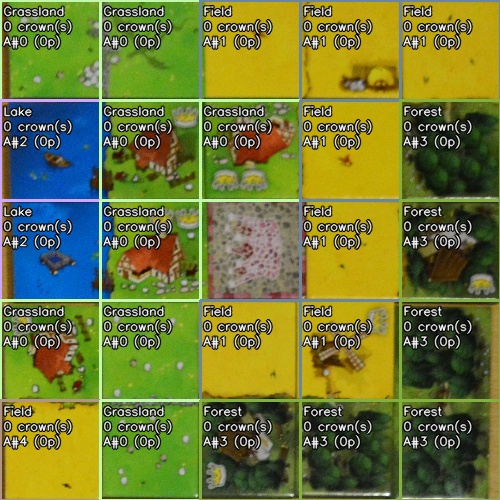 Grassland
0 crown(s)
A#0 (0p)
Grassland
0 crown(s)
A#0 (0p)
Field
0 crown(s)
A#1 (0p)
Field
0 crown(s)
A#1 (0p)
Field
0 crown(s)
A#1 (0p)
Lake
0 crown(s)
A#2 (0p)
Grassland
0 crown(s)
A#0 (0p)
Grassland
0 crown(s)
A#0 (0p)
Field
0 crown(s)
A#1 (0p)
Forest
0 crown(s)
A#3 (0p)
Lake
0 crown(s)
A#2 (0p)
Grassland
0 crown(s)
A#0 (0p)
Field
0 crown(s)
A#1 (0p)
Forest
0 crown(s)
A#3 (0p)
Grassland
0 crown(s)
A#0 (0p)
Grassland
0 crown(s)
A#0 (0p)
Field
0 crown(s)
A#1 (0p)
Field
0 crown(s)
A#1 (0p)
Forest
0 crown(s)
A#3 (0p)
Field
0 crown(s)
A#4 (0p)
Grassland
0 crown(s)
A#0 (0p)
Forest
0 crown(s)
A#3 (0p)
Forest
0 crown(s)
A#3 (0p)
Forest
0 crown(s)
A#3 (0p)